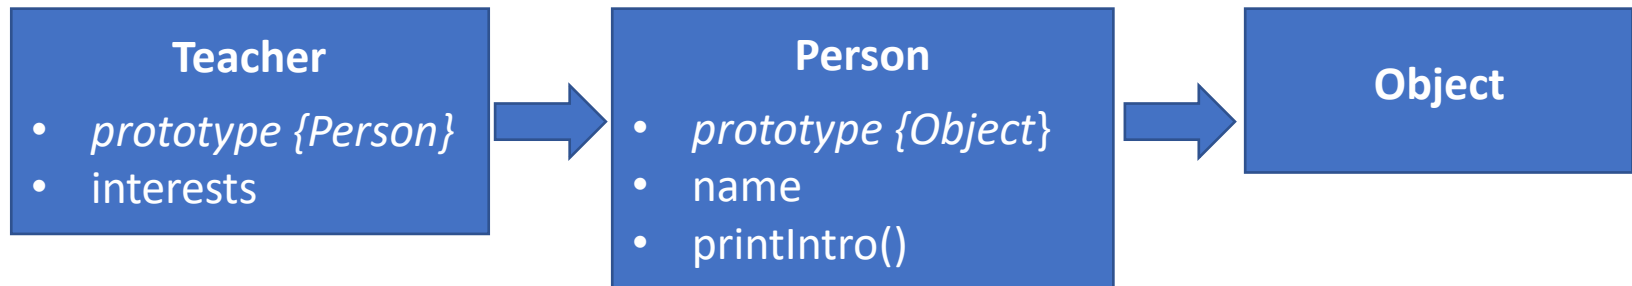 Teacher
• prototype {Person}
• interests
Person
• prototype {Object}
• name
• printIntro()
Object